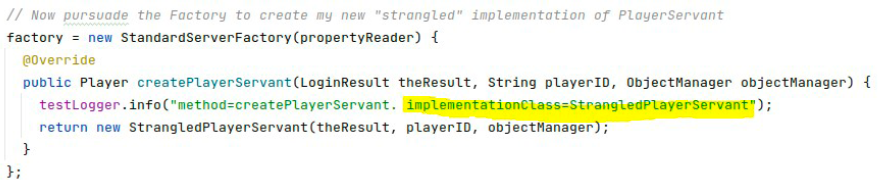 // Now pursuade the Factory to create my new "strangled" implementation of PlayerServant
factory = new StandardServerFactory(propertyReader) {
@Override
public Player createPlayerServant(LoginResult theResult, String playerID, ObjectManager objectManager) {
testLogger.info("method=createPlayerServant. implementationClass=StrangledPlayerServant");
return new StrangledPlayerServant(theResult, playerID, objectManager);
}
};